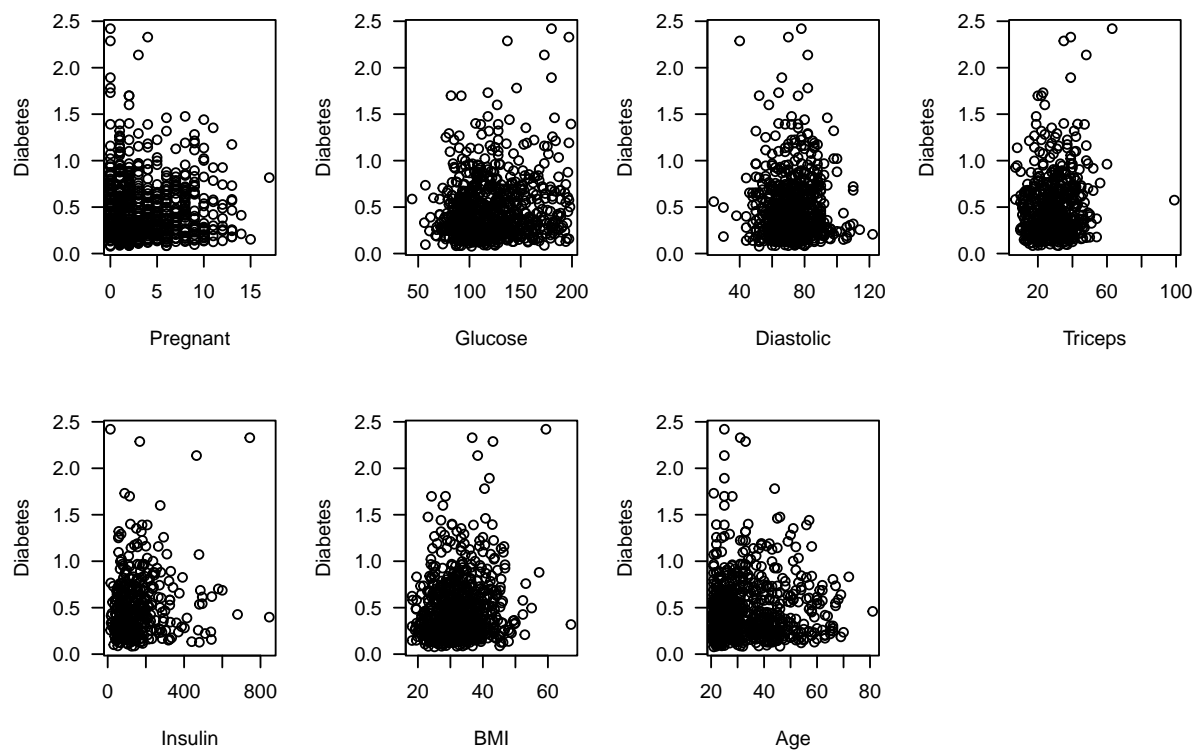 2.5 2.5 2.5 2.5
2.0 2.0 2.0 2.0
1.5 1.5 1.5 1.5
1.0 1.0 1.0 1.0
0.5 0.5 0.5 0.5
0.0 0.0 0.0 0.0
Diabetes Diabetes Diabetes Diabetes
0 5 10 15 50 100 150 200 40 80 120 20 60 100
Pregnant Glucose Diastolic Triceps
2.5 2.5 2.5
2.0 2.0 2.0
1.5 1.5 1.5
1.0 1.0 1.0
0.5 0.5 0.5
0.0 0.0 0.0
Diabetes Diabetes Diabetes
0 400 800 20 40 60 20 40 60 80
Insulin BMI Age